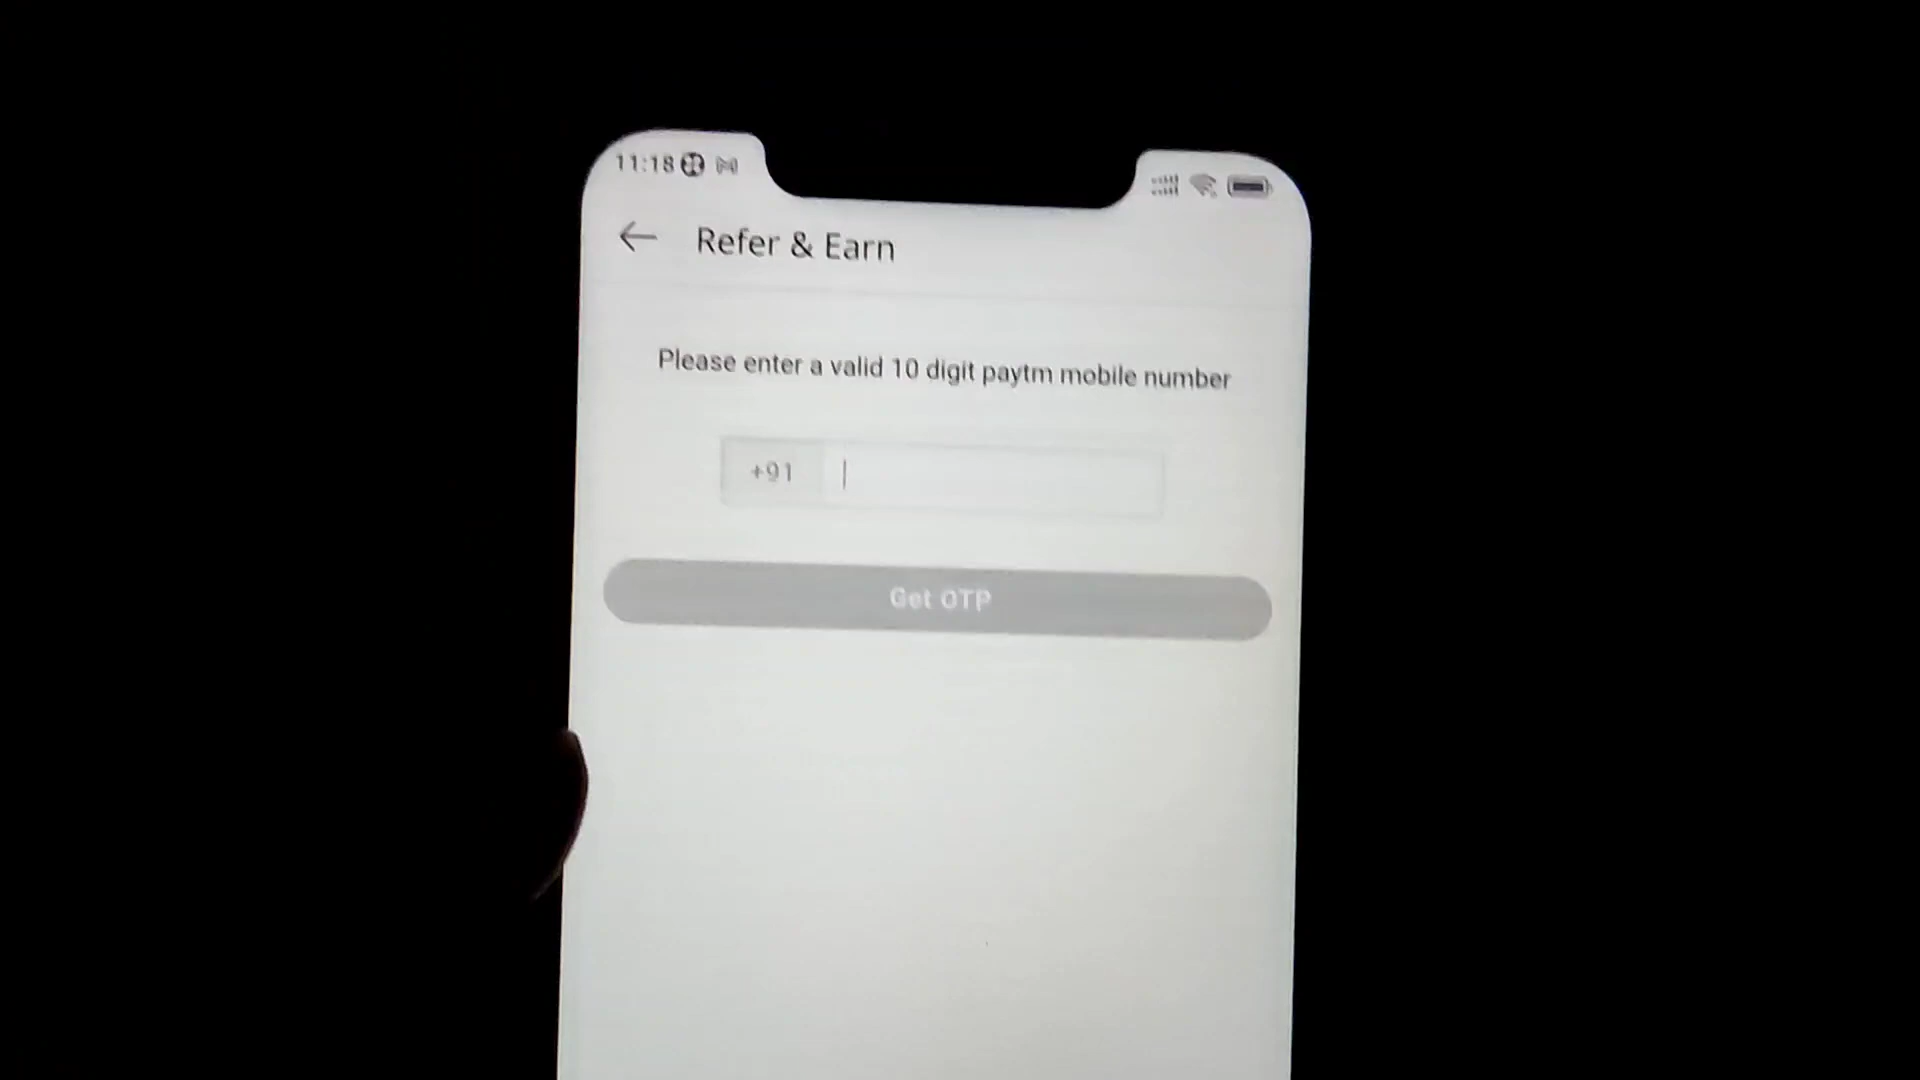 11:18
Refer & Earn
Please enter a valid 10 digit paytm mobile number
+91
Get OTP